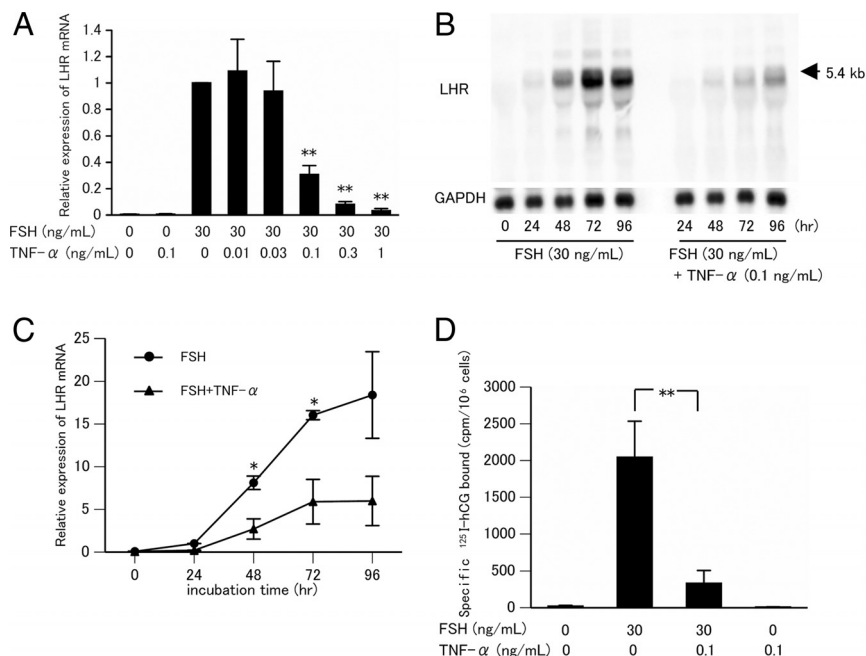 A
Relative expression of LHR mRNA
1.4
1.2
1
0.8
0.6
0.4
0.2
0
** ** **
FSH (ng/mL) 0 0 30 30 30 30 30 30
TNF-α (ng/mL) 0 0.1 0 0.01 0.03 0.1 0.3 1
B
LHR
5.4 kb
GAPDH
0 24 48 72 96 24 48 72 96 (hr)
FSH (30 ng/mL) FSH (30 ng/mL)
+ TNF-α (0.1 ng/mL)
C
Relative expression of LHR mRNA
25
20
15
10
5
0
FSH
FSH+TNF-α
* *
0 24 48 72 96
incubation time (hr)
D
Specific ¹²⁵I-hCG bound (cpm/10⁶ cells)
3000
2500
2000
1500
1000
500
0
**
FSH (ng/mL) 0 30 30 0
TNF-α (ng/mL) 0 0 0.1 0.1